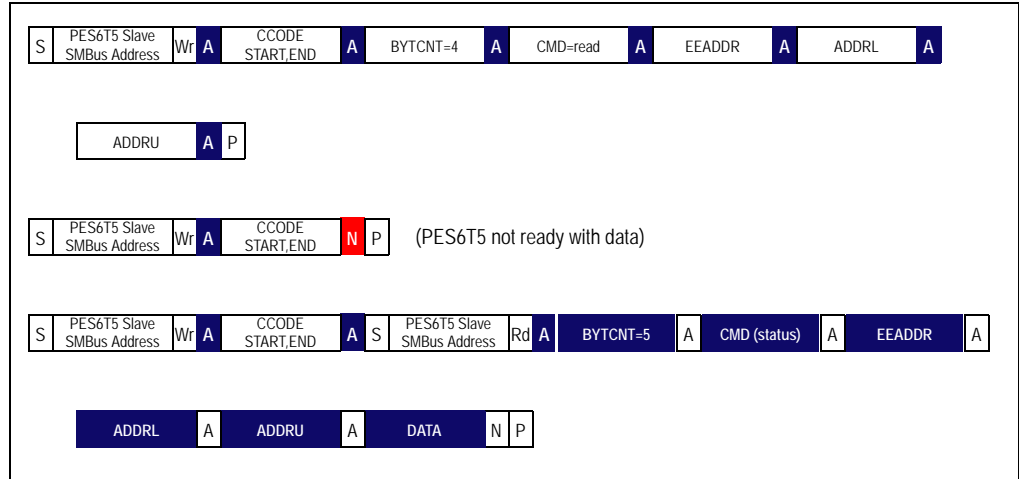 S PES6T5 Slave SMBus Address Wr A CCODE START,END A BYTCNT=4 A CMD=read A EEADDR A ADDRL A
ADDRU A P
S PES6T5 Slave SMBus Address Wr A CCODE START,END N P (PES6T5 not ready with data)
S PES6T5 Slave SMBus Address Wr A CCODE START,END A S PES6T5 Slave SMBus Address Rd A BYTCNT=5 A CMD (status) A EEADDR A
ADDRL A ADDRU A DATA N P